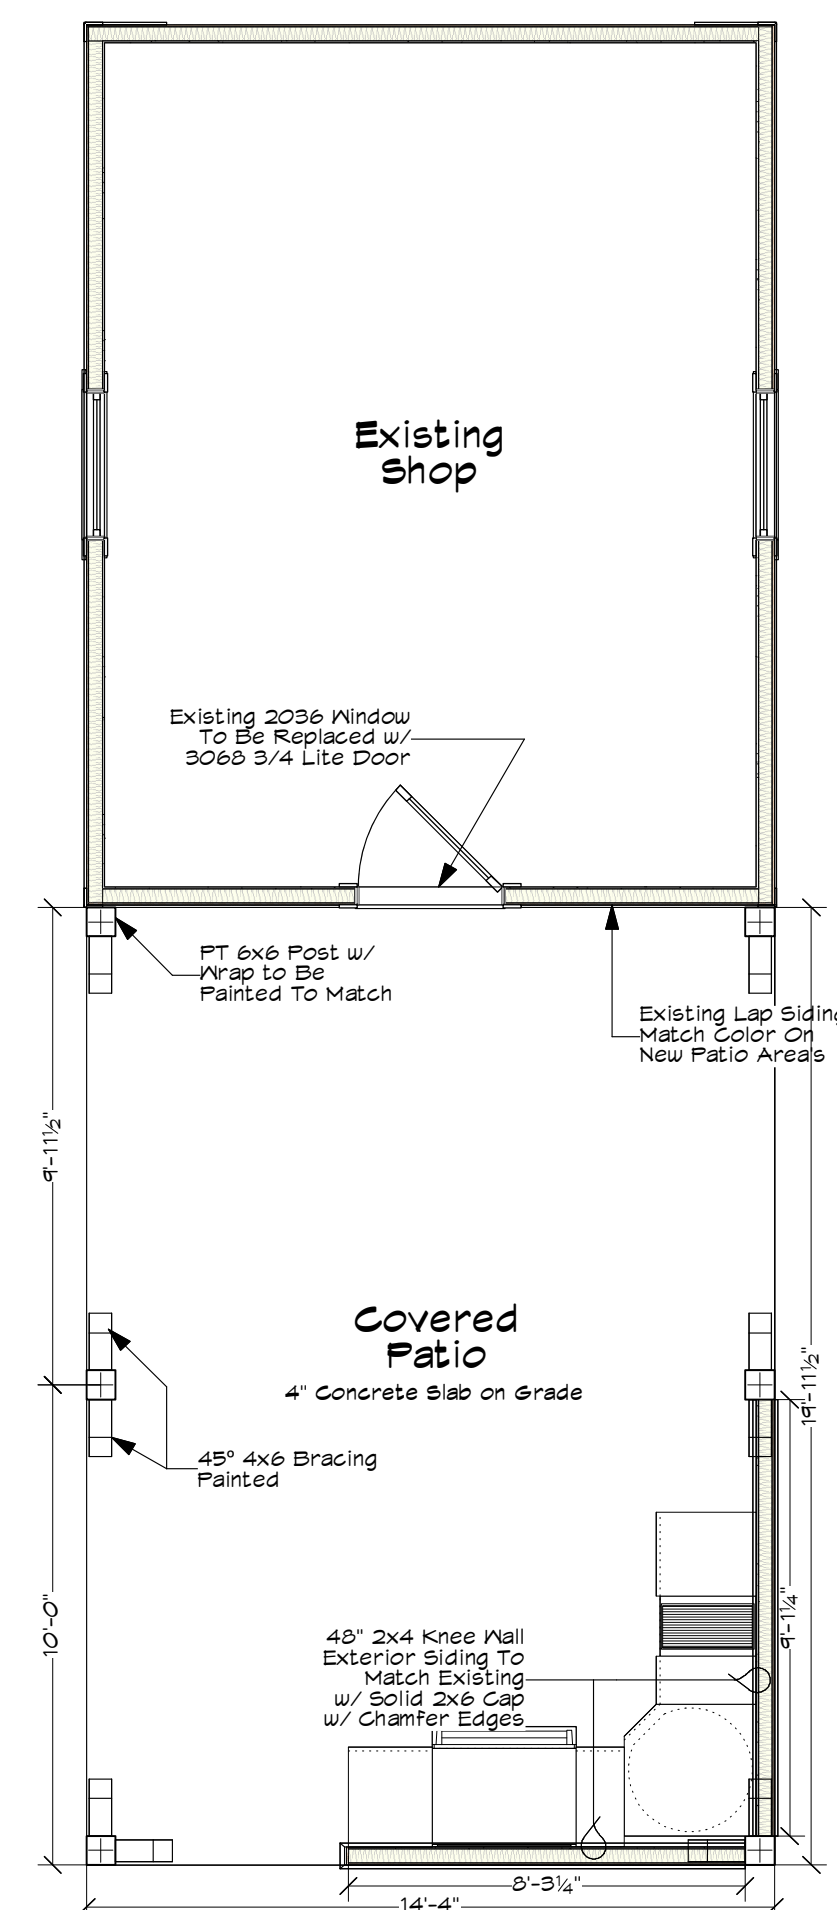 Existing
Shop
Existing 2036 Window
To Be Replaced w/
3068 3/4 Lite Door
PT 6x6 Post w/
Wrap to Be
Painted To Match
Existing Lap Siding
Match Color On
New Patio Area's
9'-11½"
Covered
Patio
4" Concrete Slab on Grade
19'-11½"
45° 4x6 Bracing
Painted
10'-0"
9'-1¼"
48" 2x4 Knee Wall
Exterior Siding To
Match Existing
w/ Solid 2x6 Cap
w/ Chamfer Edges
8'-3¼"
14'-4"